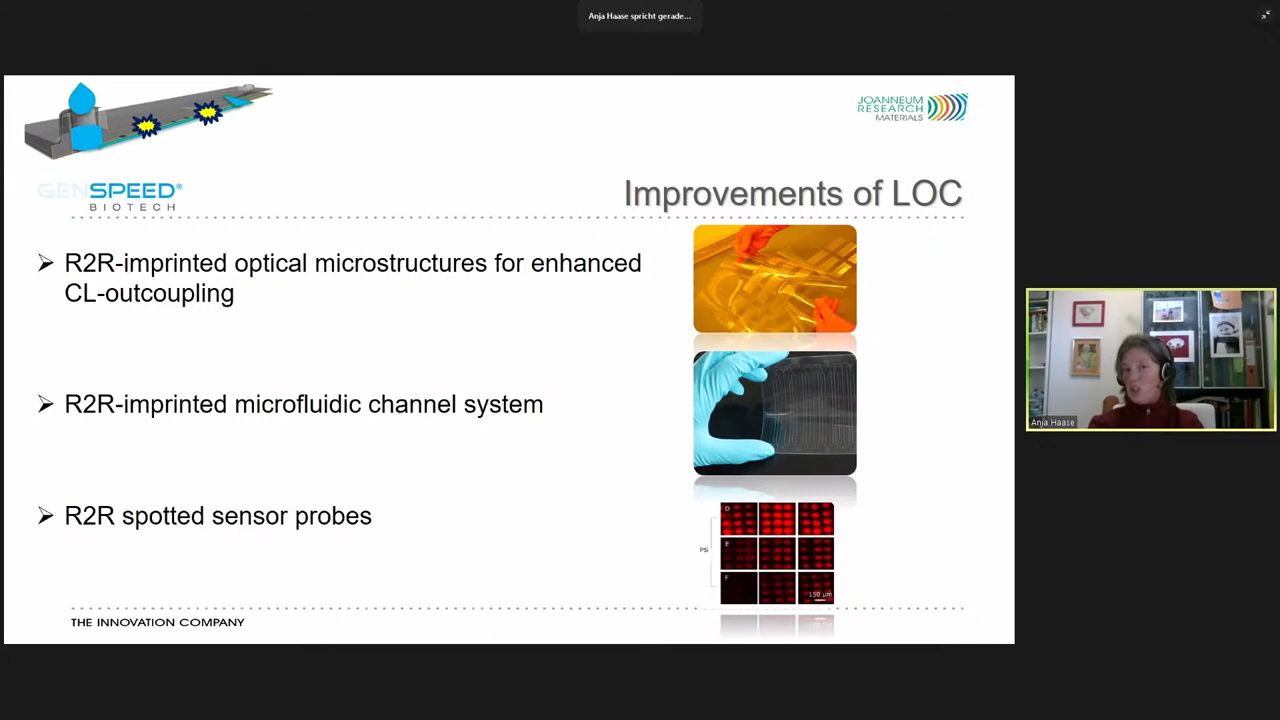 Anja Haase spricht gerade...
JOANNEUM
RESEARCH
MATERIALS
GENSPEED®
BIOTECH
Improvements of LOC
➢ R2R-imprinted optical microstructures for enhanced
CL-outcoupling
➢ R2R-imprinted microfluidic channel system
➢ R2R spotted sensor probes
D
E
PS
F
150 µm
THE INNOVATION COMPANY
Anja Haase